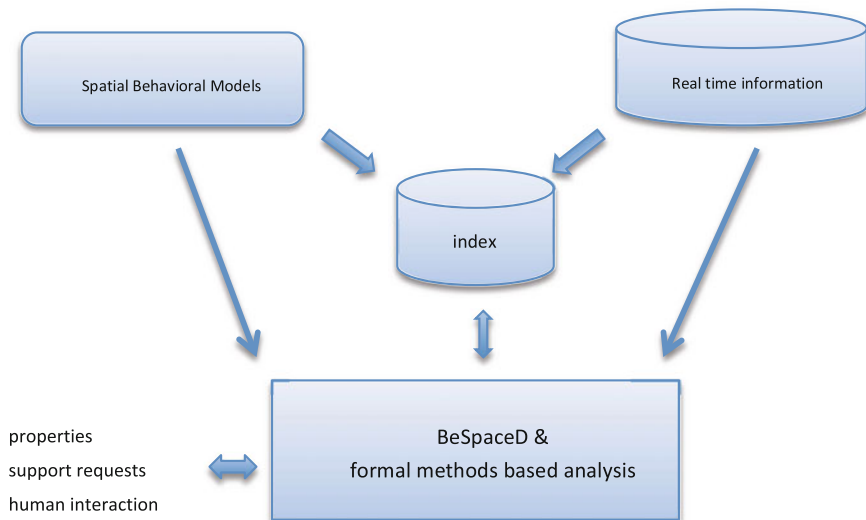 Spatial Behavioral Models
Real time information
index
BeSpaceD &
formal methods based analysis
properties
support requests
human interaction